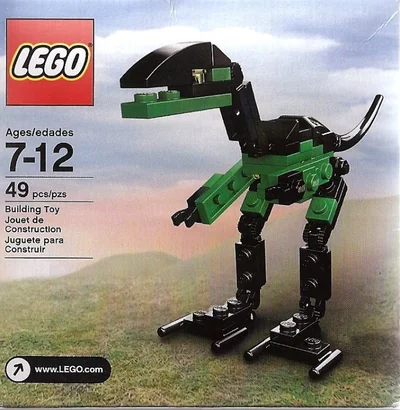 LEGO
Ages/edades
7-12
49 pcs/pzs
Building Toy
Jouet de
Construction
Juguete para
Construir
www.LEGO.com